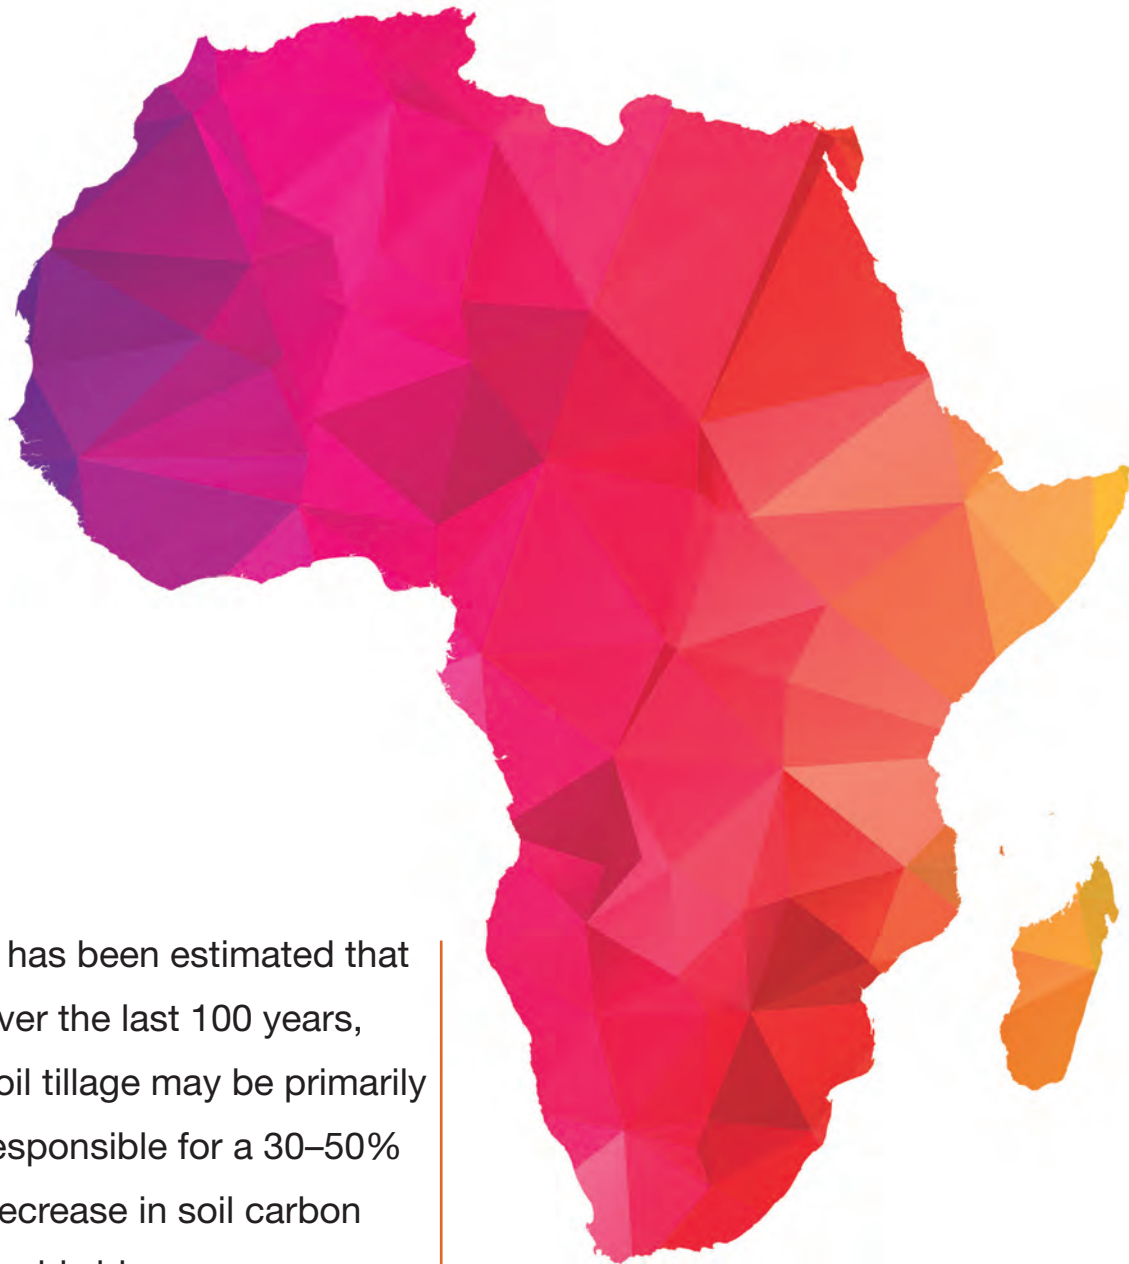 has been estimated that
ver the last 100 years,
oil tillage may be primarily
esponsible for a 30–50%
ecrease in soil carbon